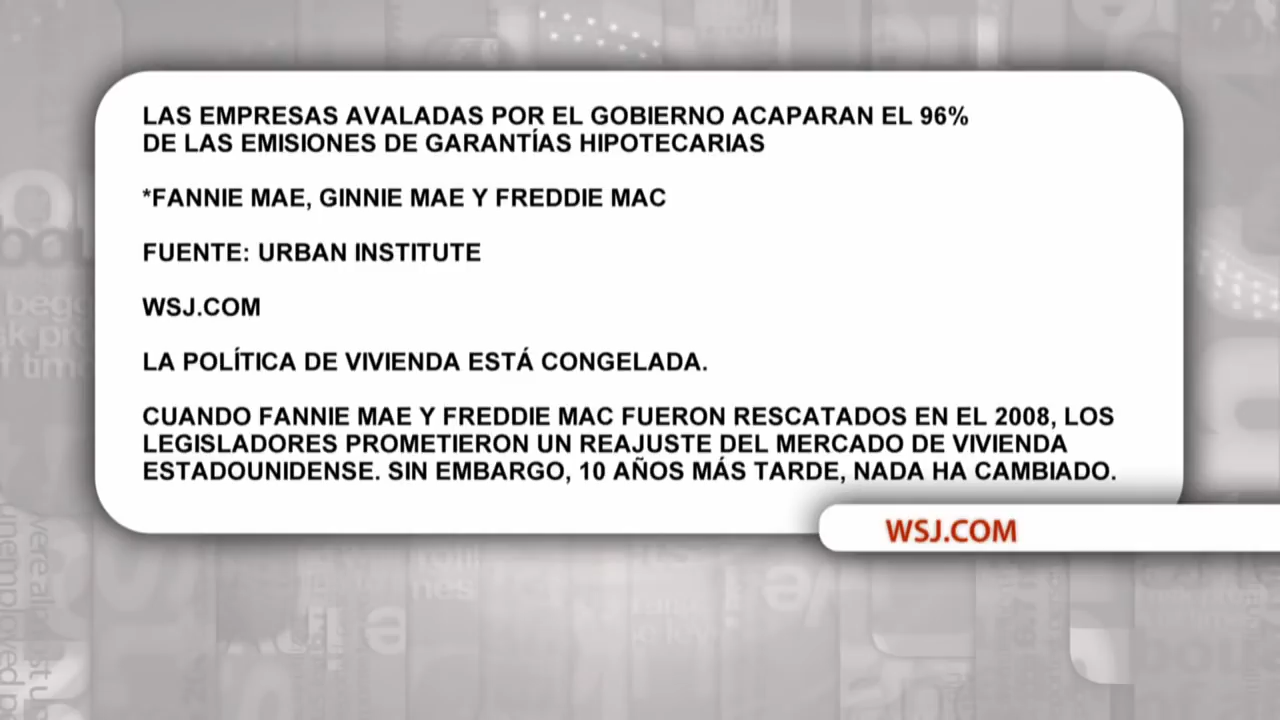 LAS EMPRESAS AVALADAS POR EL GOBIERNO ACAPARAN EL 96%
DE LAS EMISIONES DE GARANTÍAS HIPOTECARIAS
*FANNIE MAE, GINNIE MAE Y FREDDIE MAC
FUENTE: URBAN INSTITUTE
WSJ.COM
LA POLÍTICA DE VIVIENDA ESTÁ CONGELADA.
CUANDO FANNIE MAE Y FREDDIE MAC FUERON RESCATADOS EN EL 2008, LOS
LEGISLADORES PROMETIERON UN REAJUSTE DEL MERCADO DE VIVIENDA
ESTADOUNIDENSE. SIN EMBARGO, 10 AÑOS MÁS TARDE, NADA HA CAMBIADO.
WSJ.COM